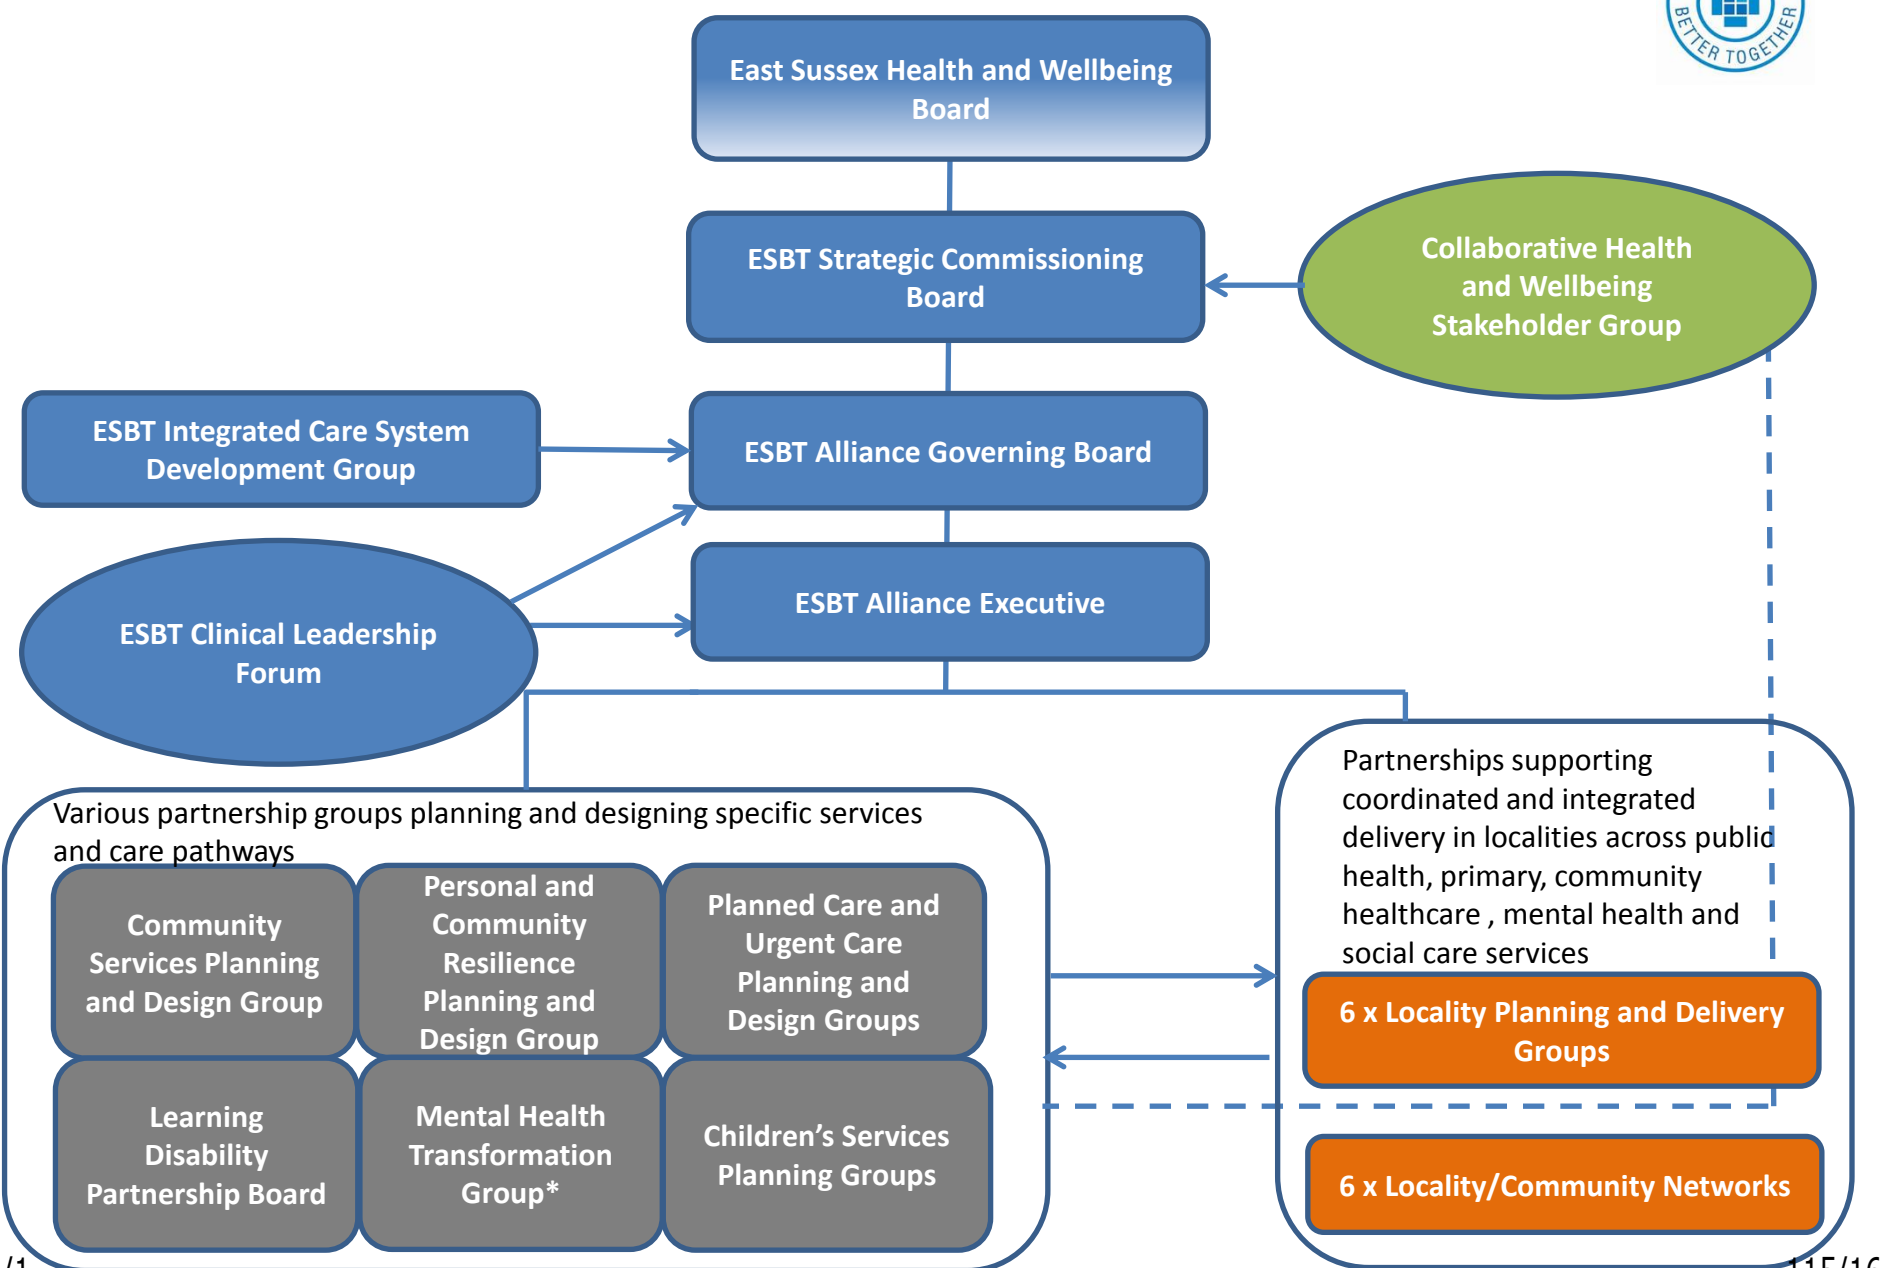 BETTER TOGETHER
East Sussex Health and Wellbeing
Board
ESBT Strategic Commissioning
Board
Collaborative Health
and Wellbeing
Stakeholder Group
ESBT Integrated Care System
Development Group
ESBT Alliance Governing Board
ESBT Alliance Executive
ESBT Clinical Leadership
Forum
Various partnership groups planning and designing specific services
and care pathways
Community
Services Planning
and Design Group
Personal and
Community
Resilience
Planning and
Design Group
Planned Care and
Urgent Care
Planning and
Design Groups
Learning
Disability
Partnership Board
Mental Health
Transformation
Group*
Children’s Services
Planning Groups
Partnerships supporting
coordinated and integrated
delivery in localities across public
health, primary, community
healthcare , mental health and
social care services
6 x Locality Planning and Delivery
Groups
6 x Locality/Community Networks